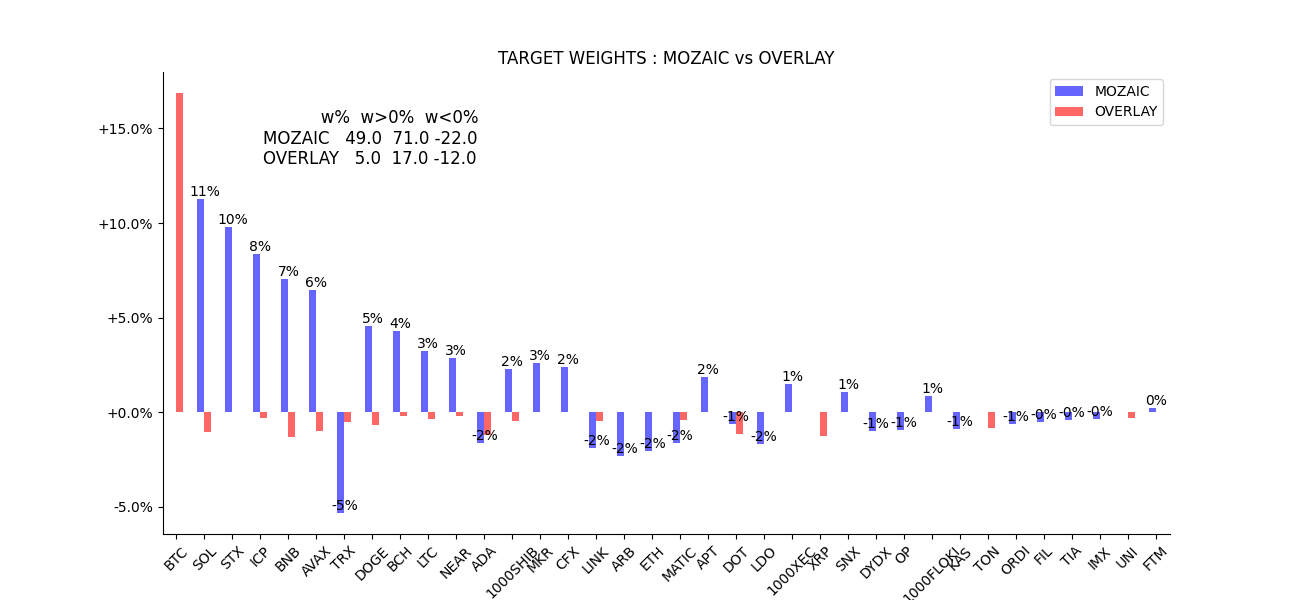 TARGET WEIGHTS : MOZAIC vs OVERLAY
MOZAIC
OVERLAY
w% w>0% w<0%
MOZAIC 49.0 71.0 -22.0
OVERLAY 5.0 17.0 -12.0
+15.0%
+10.0%
+5.0%
+0.0%
-5.0%
11%
10%
8%
7%
6%
-5%
5%
4%
3%
3%
-2%
2%
3%
2%
-2%
-2%
-2%
-2%
2%
-1%
-2%
1%
1%
-1%
-1%
1%
-1%
-1%
-0%
-0%
-0%
0%
BTC
SOL
STX
ICP
BNB
AVAX
TRX
DOGE
BCH
LTC
NEAR
ADA
1000SHIB
MKR
CFX
LINK
ARB
ETH
MATIC
APT
DOT
LDO
1000XEC
XRP
SNX
DYDX
OP
1000FLOKI
KAS
TON
ORDI
FIL
TIA
IMX
UNI
FTM